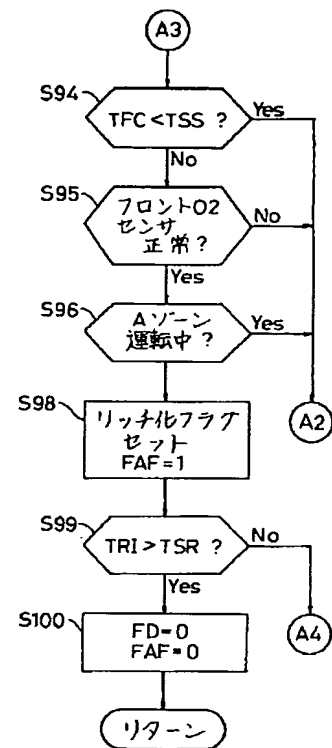 A3
S94
TFC<TSS ?
Yes
No
S95
フロントO2
センサ
正常?
No
Yes
S96
Aゾーン
運転中?
Yes
A2
S98
リッチ化フラグ
セット
FAF=1
S99
TRI>TSR ?
No
Yes
S100
FD=0
FAF=0
A4
リターン